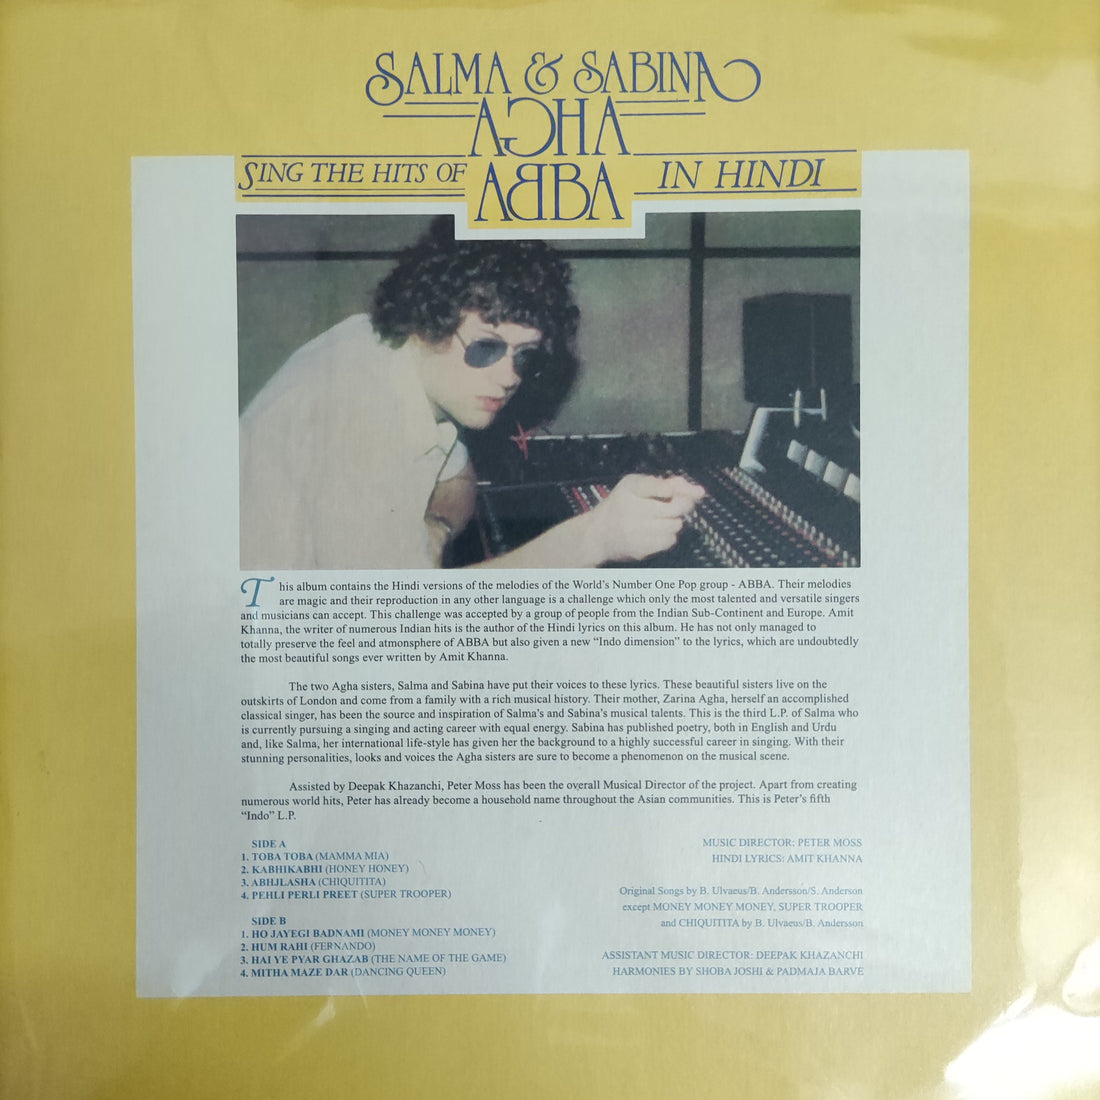 SALMA & SABINA
AGHA
SING THE HITS OF ABBA IN HINDI
This album contains the Hindi versions of the melodies of the World's Number One Pop group - ABBA. Their melodies
are magic and their reproduction in any other language is a challenge which only the most talented and versatile singers
and musicians can accept. This challenge was accepted by a group of people from the Indian Sub-Continent and Europe. Amit
Khanna, the writer of numerous Indian hits is the author of the Hindi lyrics on this album. He has not only managed to
totally preserve the feel and atmonsphere of ABBA but also given a new “Indo dimension” to the lyrics, which are undoubtedly
the most beautiful songs ever written by Amit Khanna.
The two Agha sisters, Salma and Sabina have put their voices to these lyrics. These beautiful sisters live on the
outskirts of London and come from a family with a rich musical history. Their mother, Zarina Agha, herself an accomplished
classical singer, has been the source and inspiration of Salma's and Sabina's musical talents. This is the third L.P. of Salma who
is currently pursuing a singing and acting career with equal energy. Sabina has published poetry, both in English and Urdu
and, like Salma, her international life-style has given her the background to a highly successful career in singing. With their
stunning personalities, looks and voices the Agha sisters are sure to become a phenomenon on the musical scene.
Assisted by Deepak Khazanchi, Peter Moss has been the overall Musical Director of the project. Apart from creating
numerous world hits, Peter has already become a household name throughout the Asian communities. This is Peter's fifth
“Indo” L.P.
SIDE A
1. TOBA TOBA (MAMMA MIA)
2. KABHIKABHI (HONEY HONEY)
3. ABHJLASHA (CHIQUITITA)
4. PEHLI PERLI PREET (SUPER TROOPER)
SIDE B
1. HO JAYEGI BADNAMI (MONEY MONEY MONEY)
2. HUM RAHI (FERNANDO)
3. HAI YE PYAR GHAZAB (THE NAME OF THE GAME)
4. MITHA MAZE DAR (DANCING QUEEN)
MUSIC DIRECTOR: PETER MOSS
HINDI LYRICS: AMIT KHANNA
Original Songs by B. Ulvaeus/B. Andersson/S. Anderson
except MONEY MONEY MONEY, SUPER TROOPER
and CHIQUITITA by B. Ulvaeus/B. Andersson
ASSISTANT MUSIC DIRECTOR: DEEPAK KHAZANCHI
HARMONIES BY SHOBA JOSHI & PADMAJA BARVE